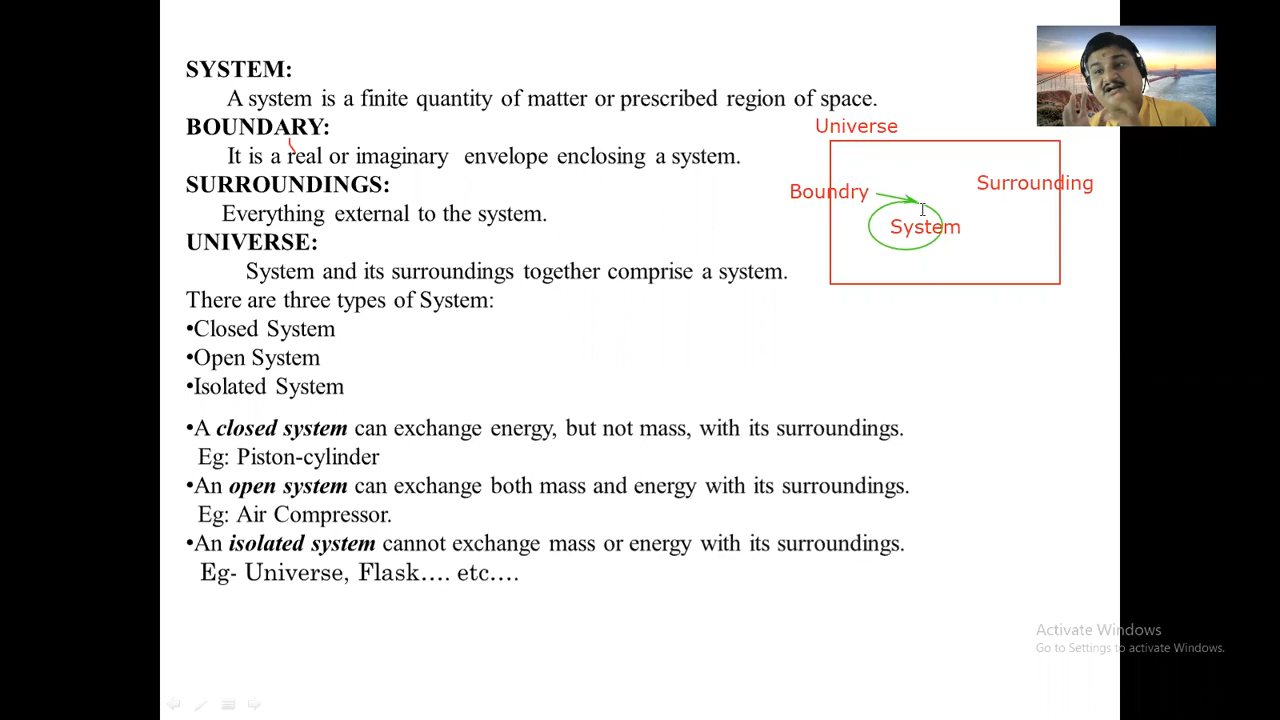 SYSTEM:
A system is a finite quantity of matter or prescribed region of space.
BOUNDARY:
It is a real or imaginary envelope enclosing a system.
SURROUNDINGS:
Everything external to the system.
UNIVERSE:
System and its surroundings together comprise a system.
There are three types of System:
•Closed System
•Open System
•Isolated System
•A closed system can exchange energy, but not mass, with its surroundings.
Eg: Piston-cylinder
•An open system can exchange both mass and energy with its surroundings.
Eg: Air Compressor.
•An isolated system cannot exchange mass or energy with its surroundings.
Eg- Universe, Flask…. etc….
Universe
Surrounding
Boundry
System
Activate Windows
Go to Settings to activate Windows.